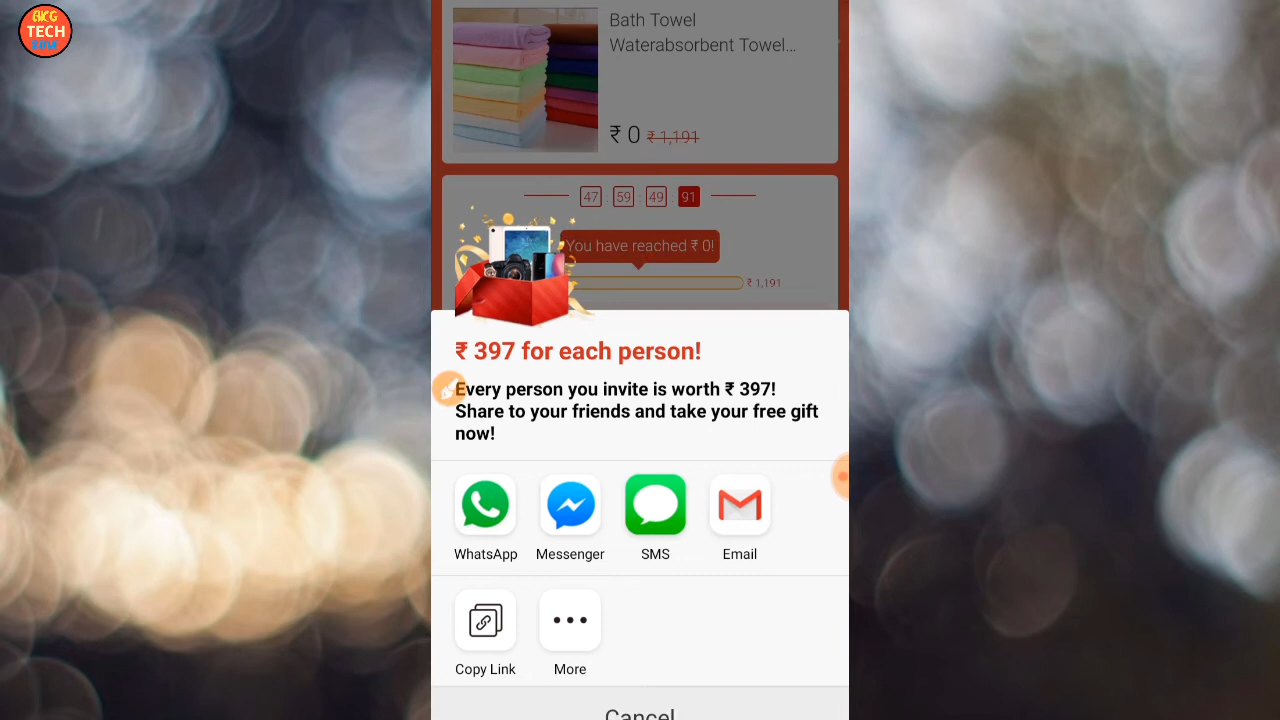 TECH
Bath Towel
Waterabsorbent Towel...
₹ 0 ₹ 1,191
47 : 59 : 49 : 91
You have reached ₹ 0!
₹ 1,191
₹ 397 for each person!
Every person you invite is worth ₹ 397!
Share to your friends and take your free gift
now!
WhatsApp
Messenger
SMS
Email
Copy Link
More
Cancel